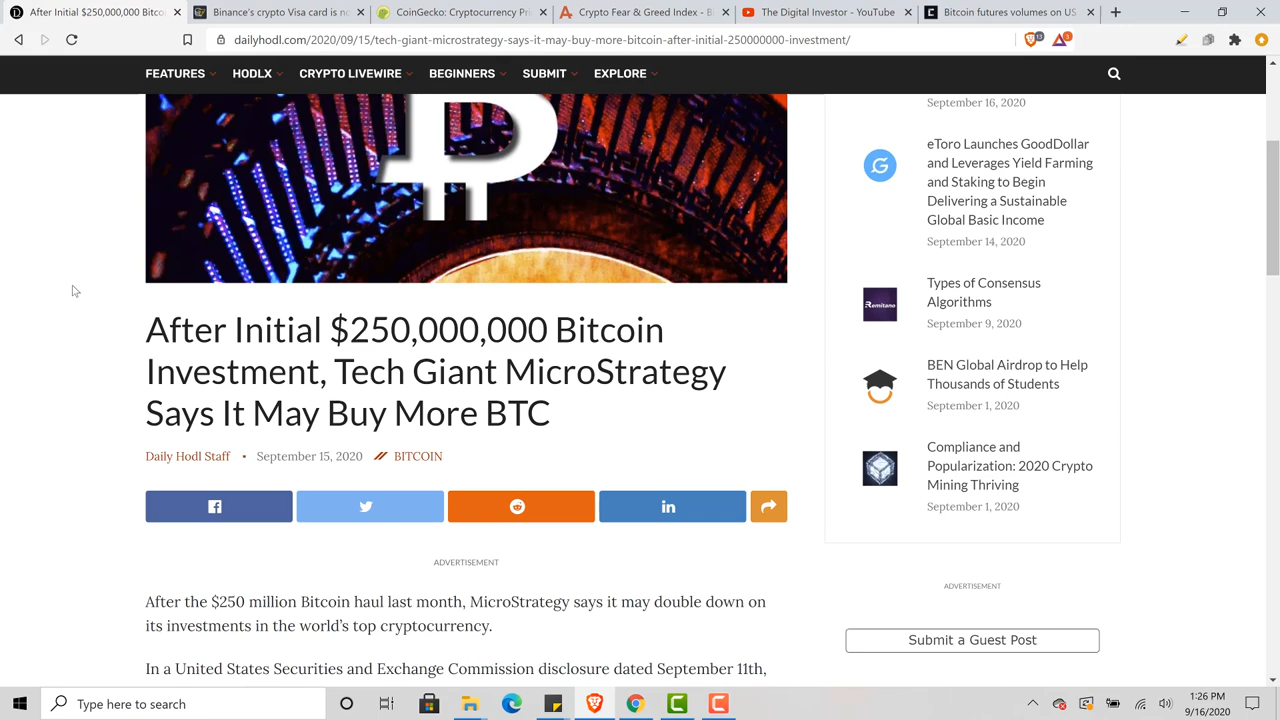 After Initial $250,000,000 Bitcoi
Binance's crypto Visa card is n
CoinGecko: Cryptocurrency Pri
Crypto Fear & Greed Index - B
The Digital Investor - YouTube
Bitcoin futures volumes on US
dailyhodl.com/2020/09/15/tech-giant-microstrategy-says-it-may-buy-more-bitcoin-after-initial-250000000-investment/
13
3
FEATURES HODLX CRYPTO LIVEWIRE BEGINNERS SUBMIT EXPLORE
After Initial $250,000,000 Bitcoin
Investment, Tech Giant MicroStrategy
Says It May Buy More BTC
Daily Hodl Staff • September 15, 2020 BITCOIN
ADVERTISEMENT
After the $250 million Bitcoin haul last month, MicroStrategy says it may double down on
its investments in the world's top cryptocurrency.
In a United States Securities and Exchange Commission disclosure dated September 11th,
September 16, 2020
eToro Launches GoodDollar
and Leverages Yield Farming
and Staking to Begin
Delivering a Sustainable
Global Basic Income
September 14, 2020
Remitano
Types of Consensus
Algorithms
September 9, 2020
BEN Global Airdrop to Help
Thousands of Students
September 1, 2020
Compliance and
Popularization: 2020 Crypto
Mining Thriving
September 1, 2020
ADVERTISEMENT
Submit a Guest Post
Type here to search
1:26 PM
9/16/2020